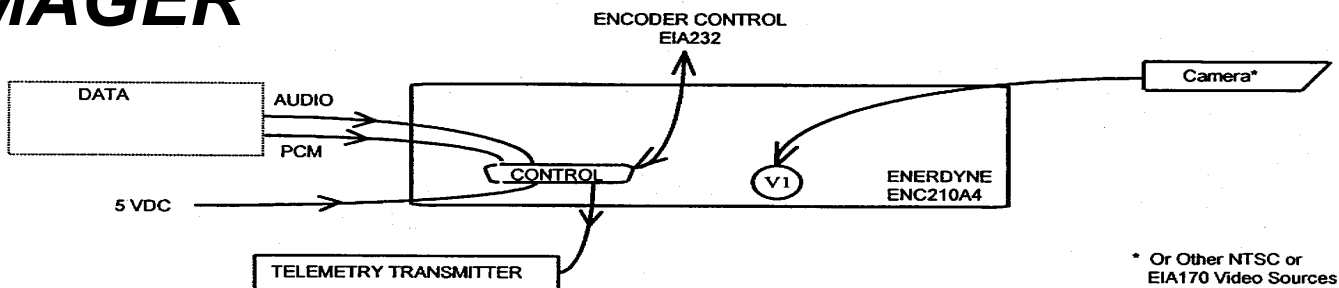 ENCODER CONTROL
EIA232
DATA
AUDIO
PCM
Camera*
CONTROL
V1
ENERDYNE
ENC210A4
5 VDC
TELEMETRY TRANSMITTER
* Or Other NTSC or
EIA170 Video Sources